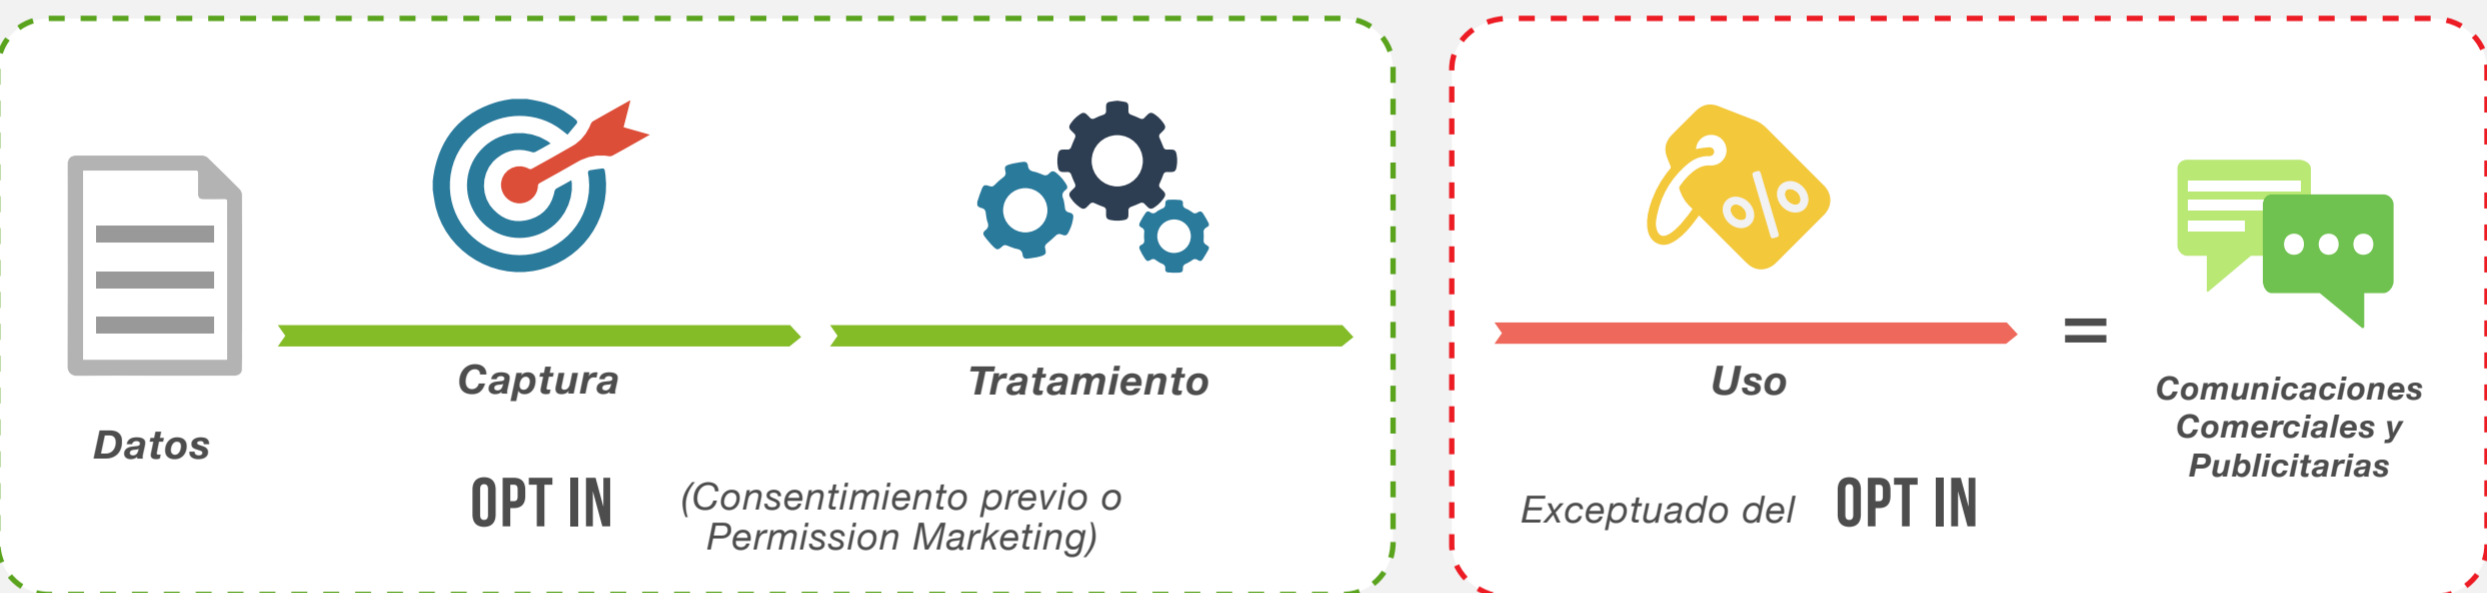 Datos
Captura
Tratamiento
OPT IN
(Consentimiento previo o
Permission Marketing)
%
Uso
Exceptuado del OPT IN
=
Comunicaciones
Comerciales y
Publicitarias